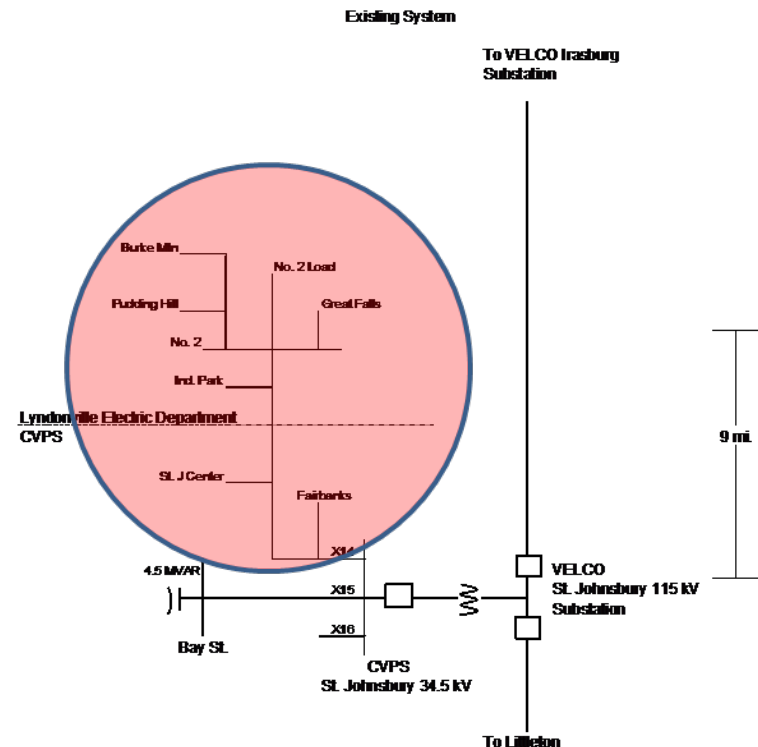 Existing System
To VELCO Irasburg
Substation
Burke Mtn
No. 2 Load
Pudding Hill
Great Falls
No. 2
Ind. Park
Lyndonville Electric Department
CVPS
9 mi.
St. J Center
Fairbanks
X14
4.5 MVAR
VELCO
St. Johnsbury 115 kV
Substation
X15
X16
Bay St.
CVPS
St. Johnsbury 34.5 kV
To Littleton